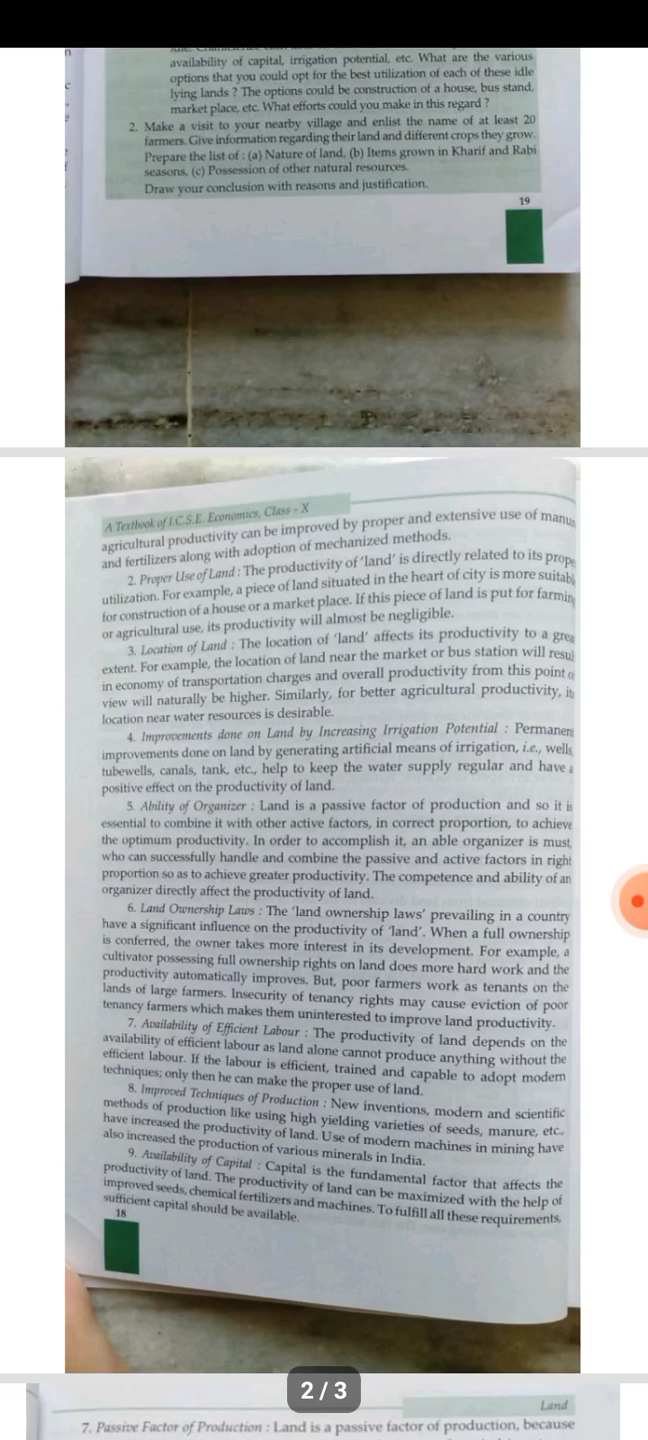 availability of capital, irrigation potential, etc. What are the various
options that you could opt for the best utilization of each of these idle
lying lands ? The options could be construction of a house, bus stand,
market place, etc. What efforts could you make in this regard ?
2. Make a visit to your nearby village and enlist the name of at least 20
farmers. Give information regarding their land and different crops they grow.
Prepare the list of : (a) Nature of land, (b) Items grown in Kharif and Rabi
seasons, (c) Possession of other natural resources.
Draw your conclusion with reasons and justification.
19
A Textbook of I.C.S.E. Economics, Class - X
agricultural productivity can be improved by proper and extensive use of manu
and fertilizers along with adoption of mechanized methods.
2. Proper Use of Land : The productivity of 'land' is directly related to its prope
utilization. For example, a piece of land situated in the heart of city is more suitabl
for construction of a house or a market place. If this piece of land is put for farming
or agricultural use, its productivity will almost be negligible.
3. Location of Land : The location of 'land' affects its productivity to a grea
extent. For example, the location of land near the market or bus station will resul
in economy of transportation charges and overall productivity from this point o
view will naturally be higher. Similarly, for better agricultural productivity, its
location near water resources is desirable.
4. Improvements done on Land by Increasing Irrigation Potential : Permanent
improvements done on land by generating artificial means of irrigation, i.e., wells,
tubewells, canals, tank, etc., help to keep the water supply regular and have a
positive effect on the productivity of land.
5. Ability of Organizer : Land is a passive factor of production and so it is
essential to combine it with other active factors, in correct proportion, to achieve
the optimum productivity. In order to accomplish it, an able organizer is must,
who can successfully handle and combine the passive and active factors in right
proportion so as to achieve greater productivity. The competence and ability of an
organizer directly affect the productivity of land.
6. Land Ownership Laws : The 'land ownership laws' prevailing in a country
have a significant influence on the productivity of 'land'. When a full ownership
is conferred, the owner takes more interest in its development. For example, a
cultivator possessing full ownership rights on land does more hard work and the
productivity automatically improves. But, poor farmers work as tenants on the
lands of large farmers. Insecurity of tenancy rights may cause eviction of poor
tenancy farmers which makes them uninterested to improve land productivity.
7. Availability of Efficient Labour : The productivity of land depends on the
availability of efficient labour as land alone cannot produce anything without the
efficient labour. If the labour is efficient, trained and capable to adopt modern
techniques; only then he can make the proper use of land.
8. Improved Techniques of Production : New inventions, modern and scientific
methods of production like using high yielding varieties of seeds, manure, etc.,
have increased the productivity of land. Use of modern machines in mining have
also increased the production of various minerals in India.
9. Availability of Capital : Capital is the fundamental factor that affects the
productivity of land. The productivity of land can be maximized with the help of
improved seeds, chemical fertilizers and machines. To fulfill all these requirements,
sufficient capital should be available.
18
2 / 3
Land
7. Passive Factor of Production : Land is a passive factor of production, because